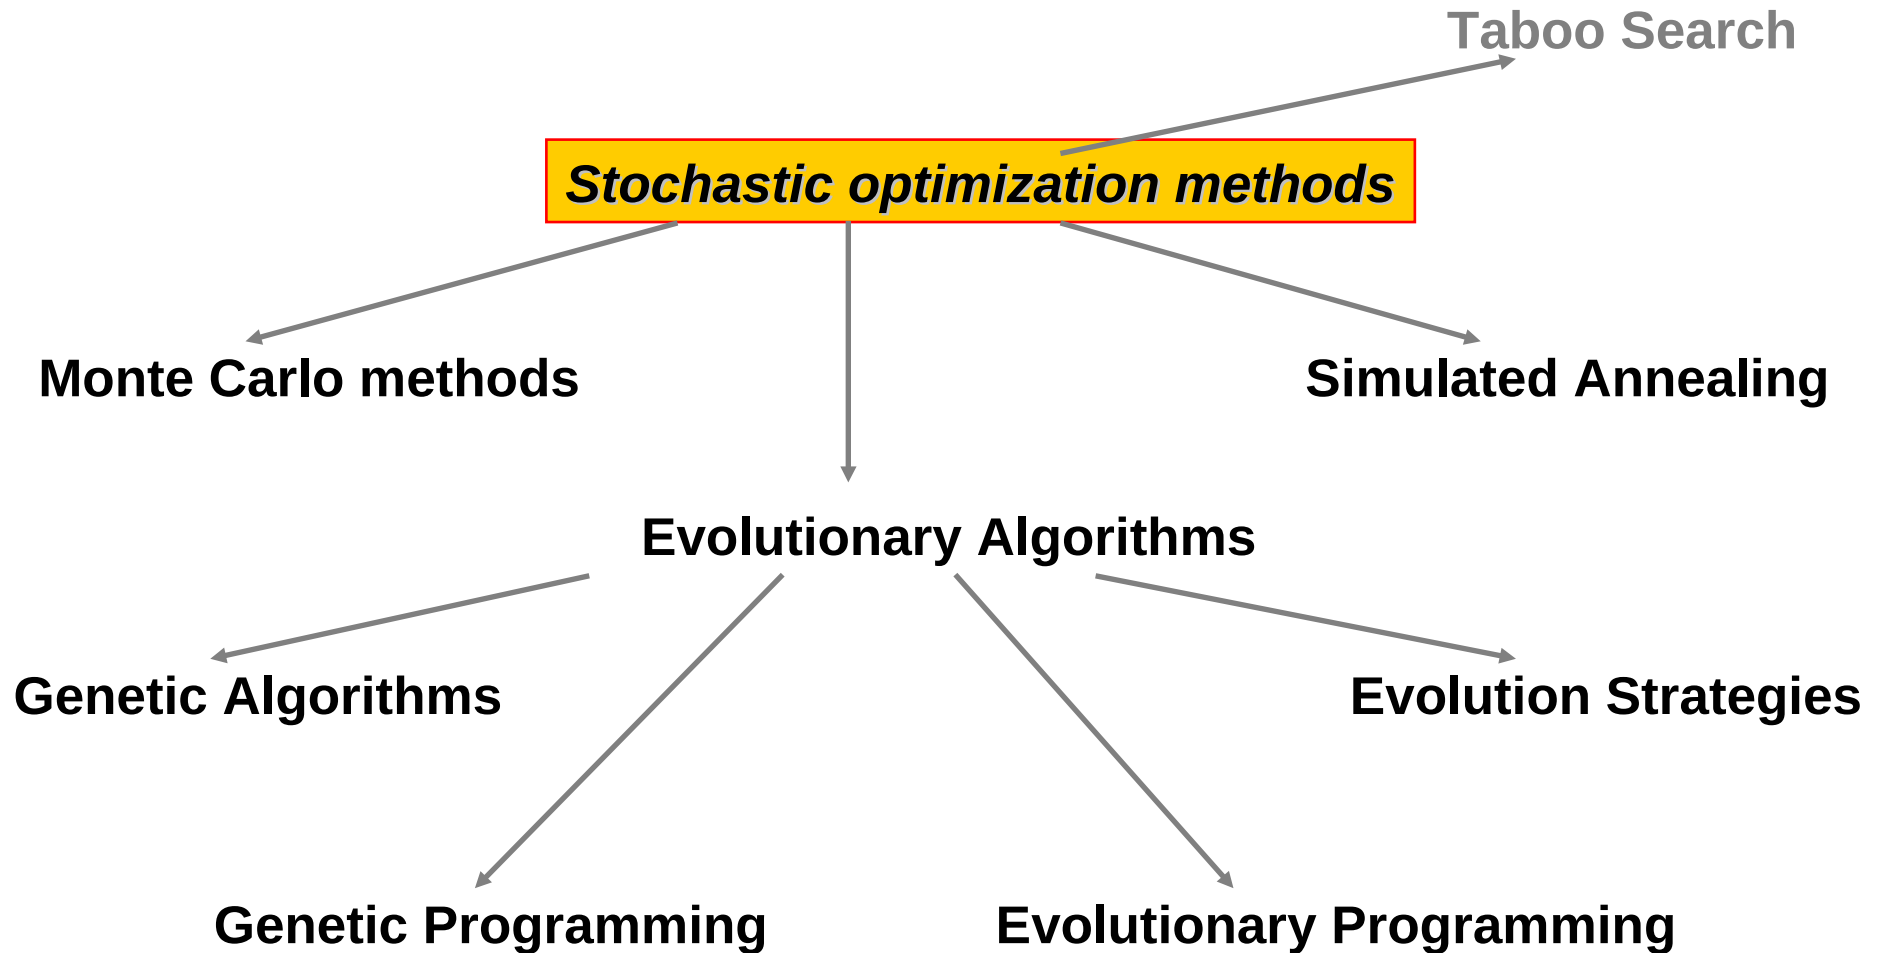 Taboo Search
Stochastic optimization methods
Monte Carlo methods
Simulated Annealing
Evolutionary Algorithms
Genetic Algorithms
Evolution Strategies
Genetic Programming
Evolutionary Programming